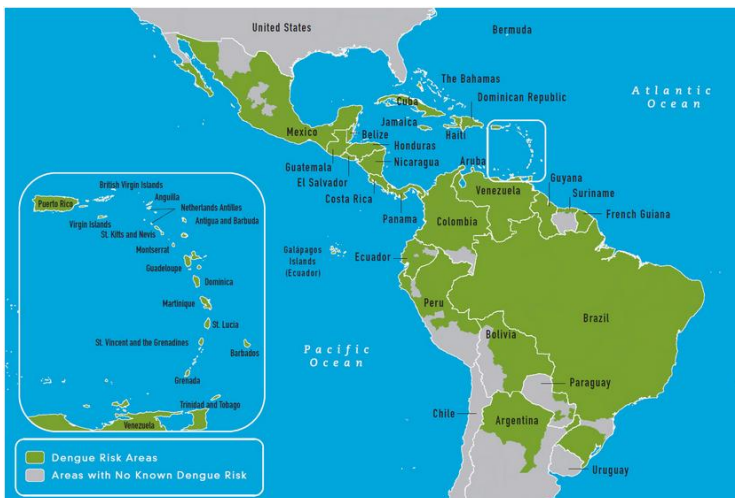 United States
Bermuda
The Bahamas
Atlantic
Ocean
Cuba
Dominican Republic
Jamaica
Mexico
Belize
Haiti
Honduras
Guatemala
Nicaragua
Aruba
El Salvador
Guyana
Costa Rica
Venezuela
Suriname
Panama
French Guiana
Colombia
Galápagos
Islands
(Ecuador)
Ecuador
Peru
Brazil
Bolivia
Pacific
Ocean
Paraguay
Chile
Argentina
Uruguay
British Virgin Islands
Anguilla
Puerto Rico
Netherlands Antilles
Virgin Islands
Antigua and Barbuda
St. Kitts and Nevis
Montserrat
Guadeloupe
Dominica
Martinique
St. Lucia
St. Vincent and the Grenadines
Barbados
Grenada
Trinidad and Tobago
Venezuela
Dengue Risk Areas
Areas with No Known Dengue Risk